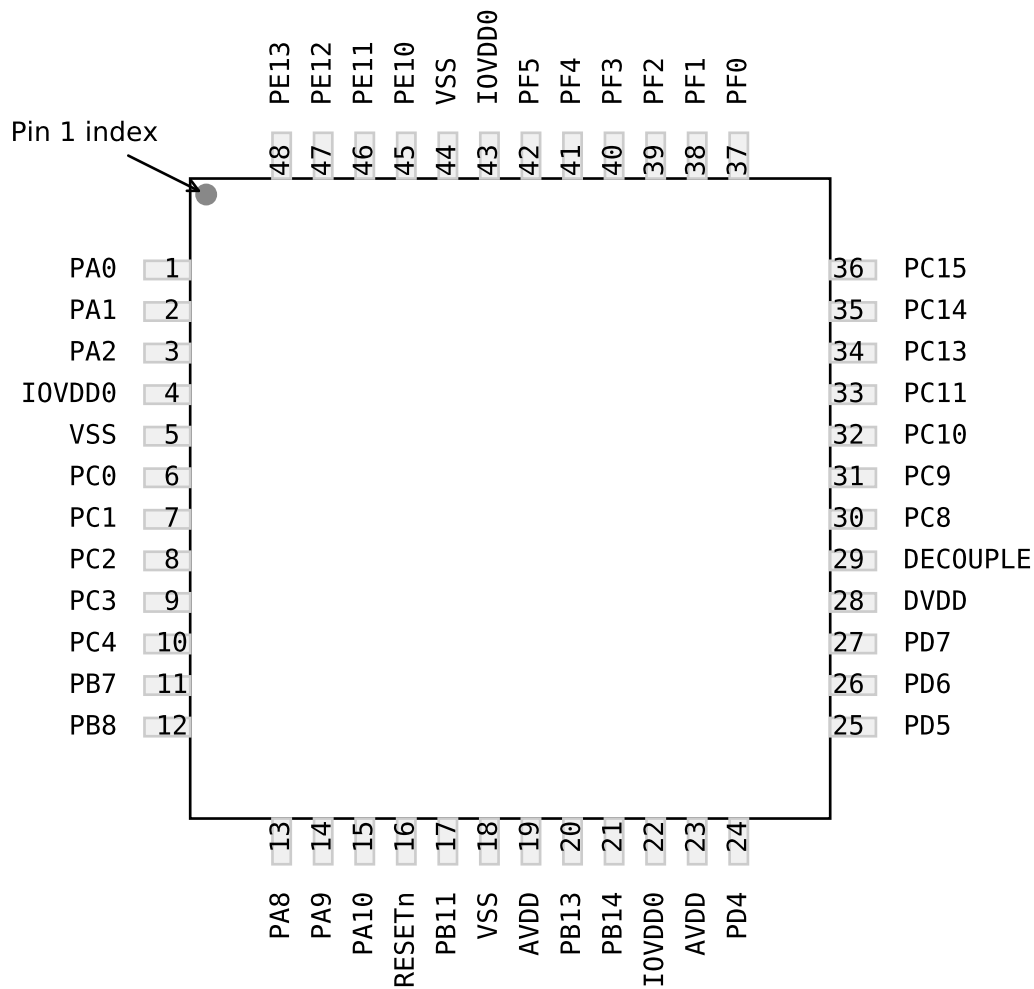 PE13 PE12 PE11 PE10 VSS IOVDD0 PF5 PF4 PF3 PF2 PF1 PF0
Pin 1 index
48 47 46 45 44 43 42 41 40 39 38 37
PA0 1 36 PC15
PA1 2 35 PC14
PA2 3 34 PC13
IOVDD0 4 33 PC11
VSS 5 32 PC10
PC0 6 31 PC9
PC1 7 30 PC8
PC2 8 29 DECOUPLE
PC3 9 28 DVDD
PC4 10 27 PD7
PB7 11 26 PD6
PB8 12 25 PD5
13 14 15 16 17 18 19 20 21 22 23 24
PA8 PA9 PA10 RESETn PB11 VSS AVDD PB13 PB14 IOVDD0 AVDD PD4